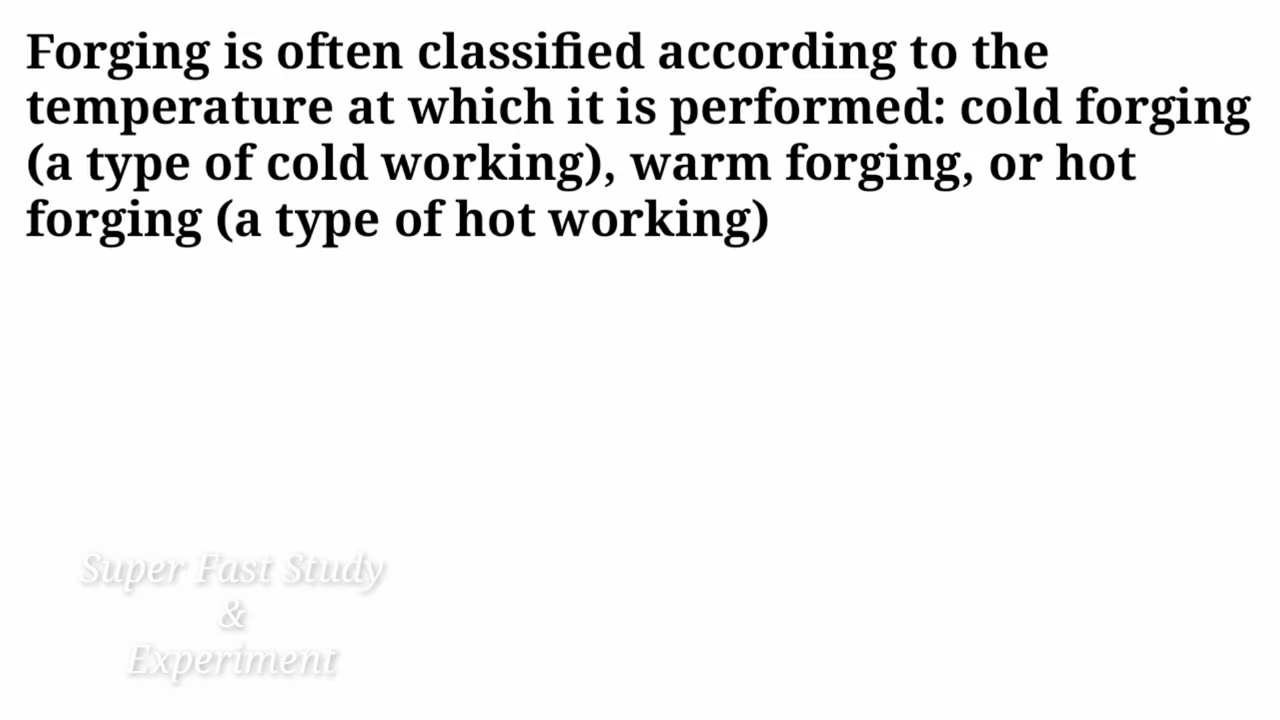 Forging is often classified according to the
temperature at which it is performed: cold forging
(a type of cold working), warm forging, or hot
forging (a type of hot working)
Super Fast Study
&
Experiment